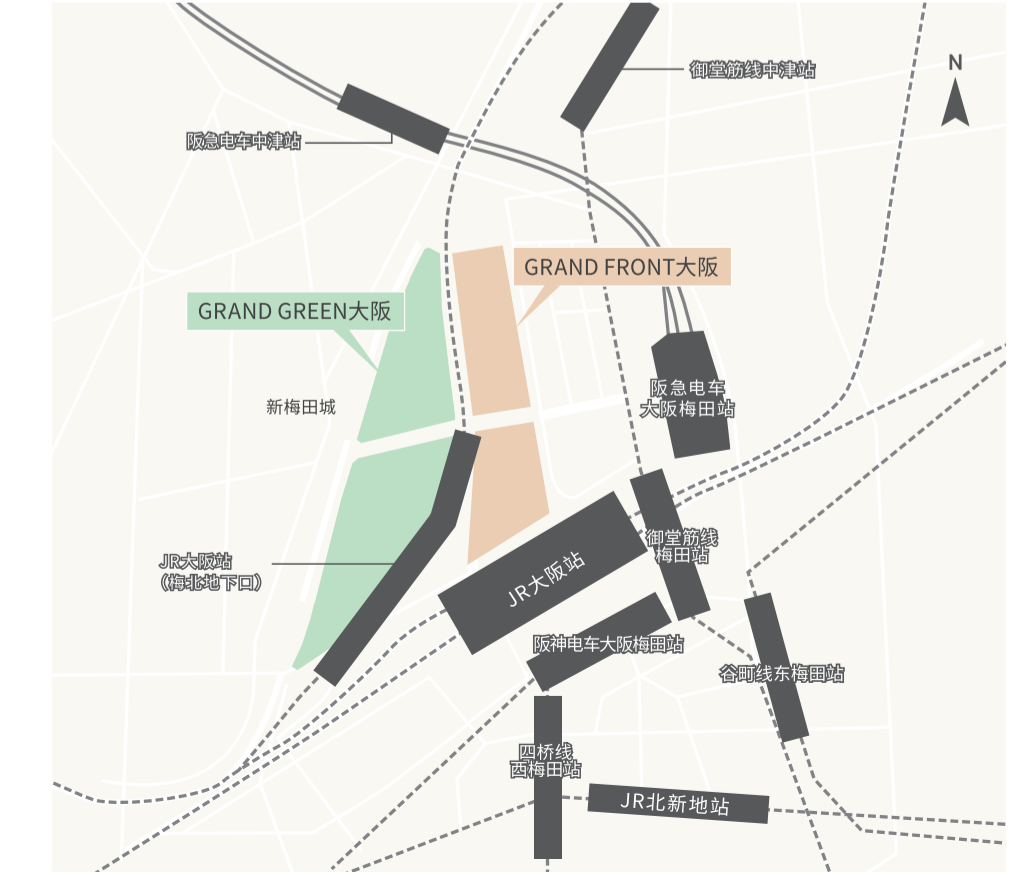 N
御堂筋线中津站
阪急电车中津站
GRAND FRONT大阪
GRAND GREEN大阪
阪急电车
大阪梅田站
新梅田城
御堂筋线
梅田站
JR大阪站
（梅北地下口）
JR大阪站
阪神电车大阪梅田站
谷町线东梅田站
四桥线
西梅田站
JR北新地站